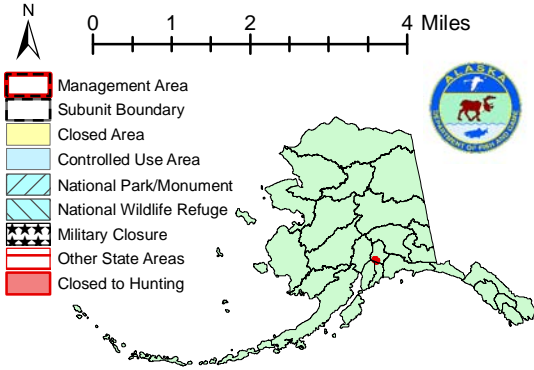 N
0 1 2 4 Miles
Management Area
Subunit Boundary
Closed Area
Controlled Use Area
National Park/Monument
National Wildlife Refuge
Military Closure
Other State Areas
Closed to Hunting
ALASKA
DEPARTMENT OF FISH AND GAME